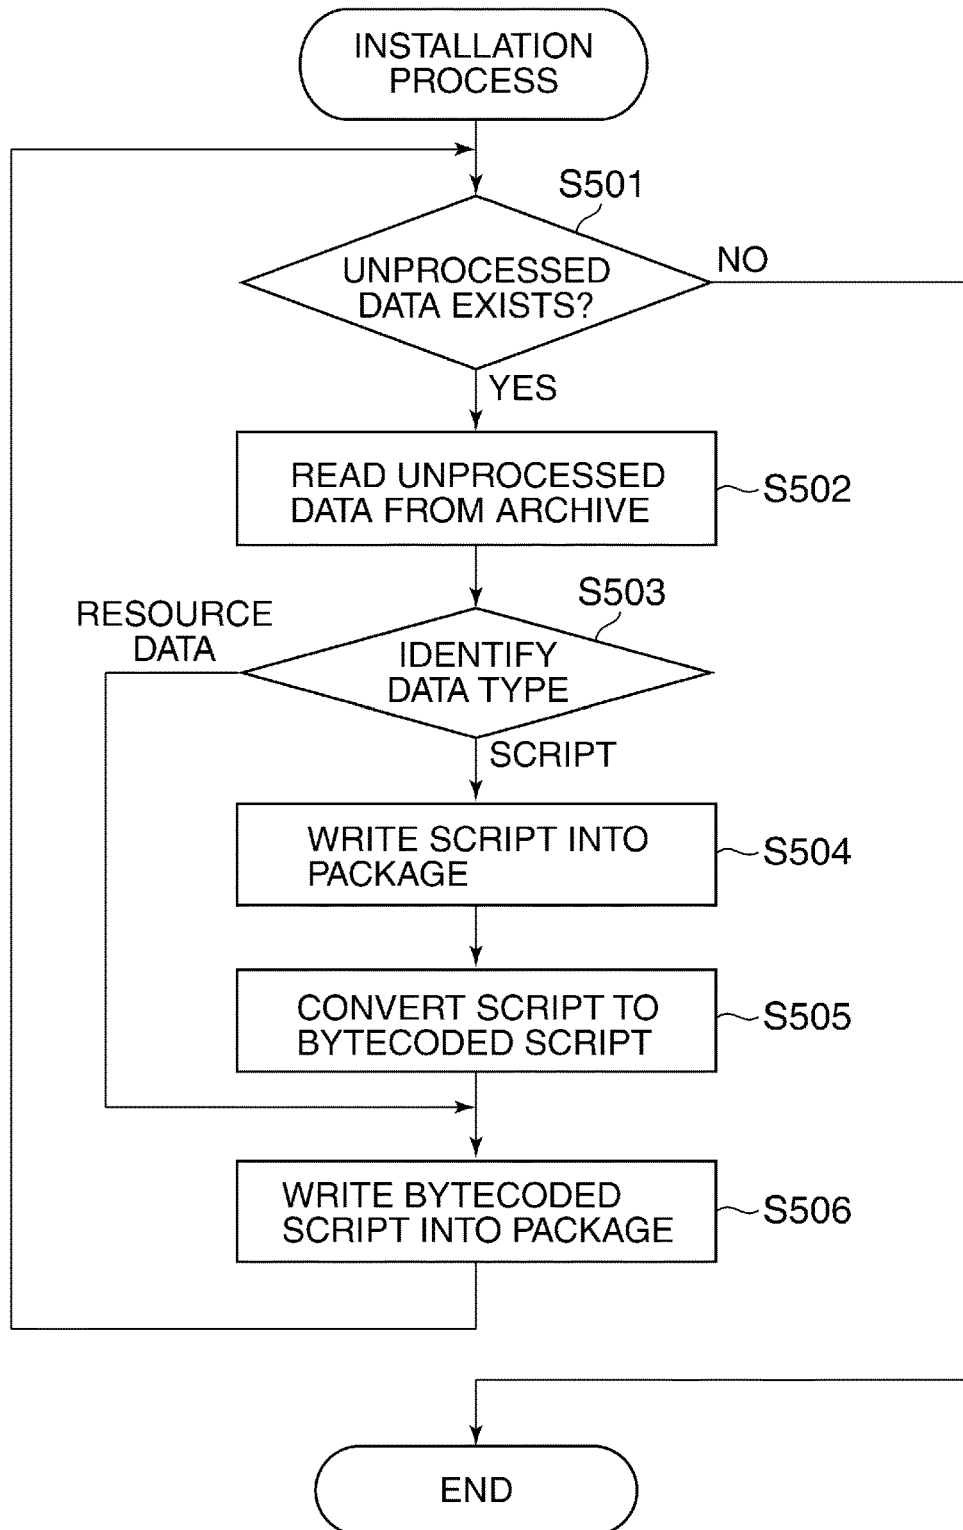 INSTALLATION
PROCESS
S501
UNPROCESSED
DATA EXISTS?
NO
YES
READ UNPROCESSED
DATA FROM ARCHIVE
S502
RESOURCE
DATA
S503
IDENTIFY
DATA TYPE
SCRIPT
WRITE SCRIPT INTO
PACKAGE
S504
CONVERT SCRIPT TO
BYTECODED SCRIPT
S505
WRITE BYTECODED
SCRIPT INTO PACKAGE
S506
END